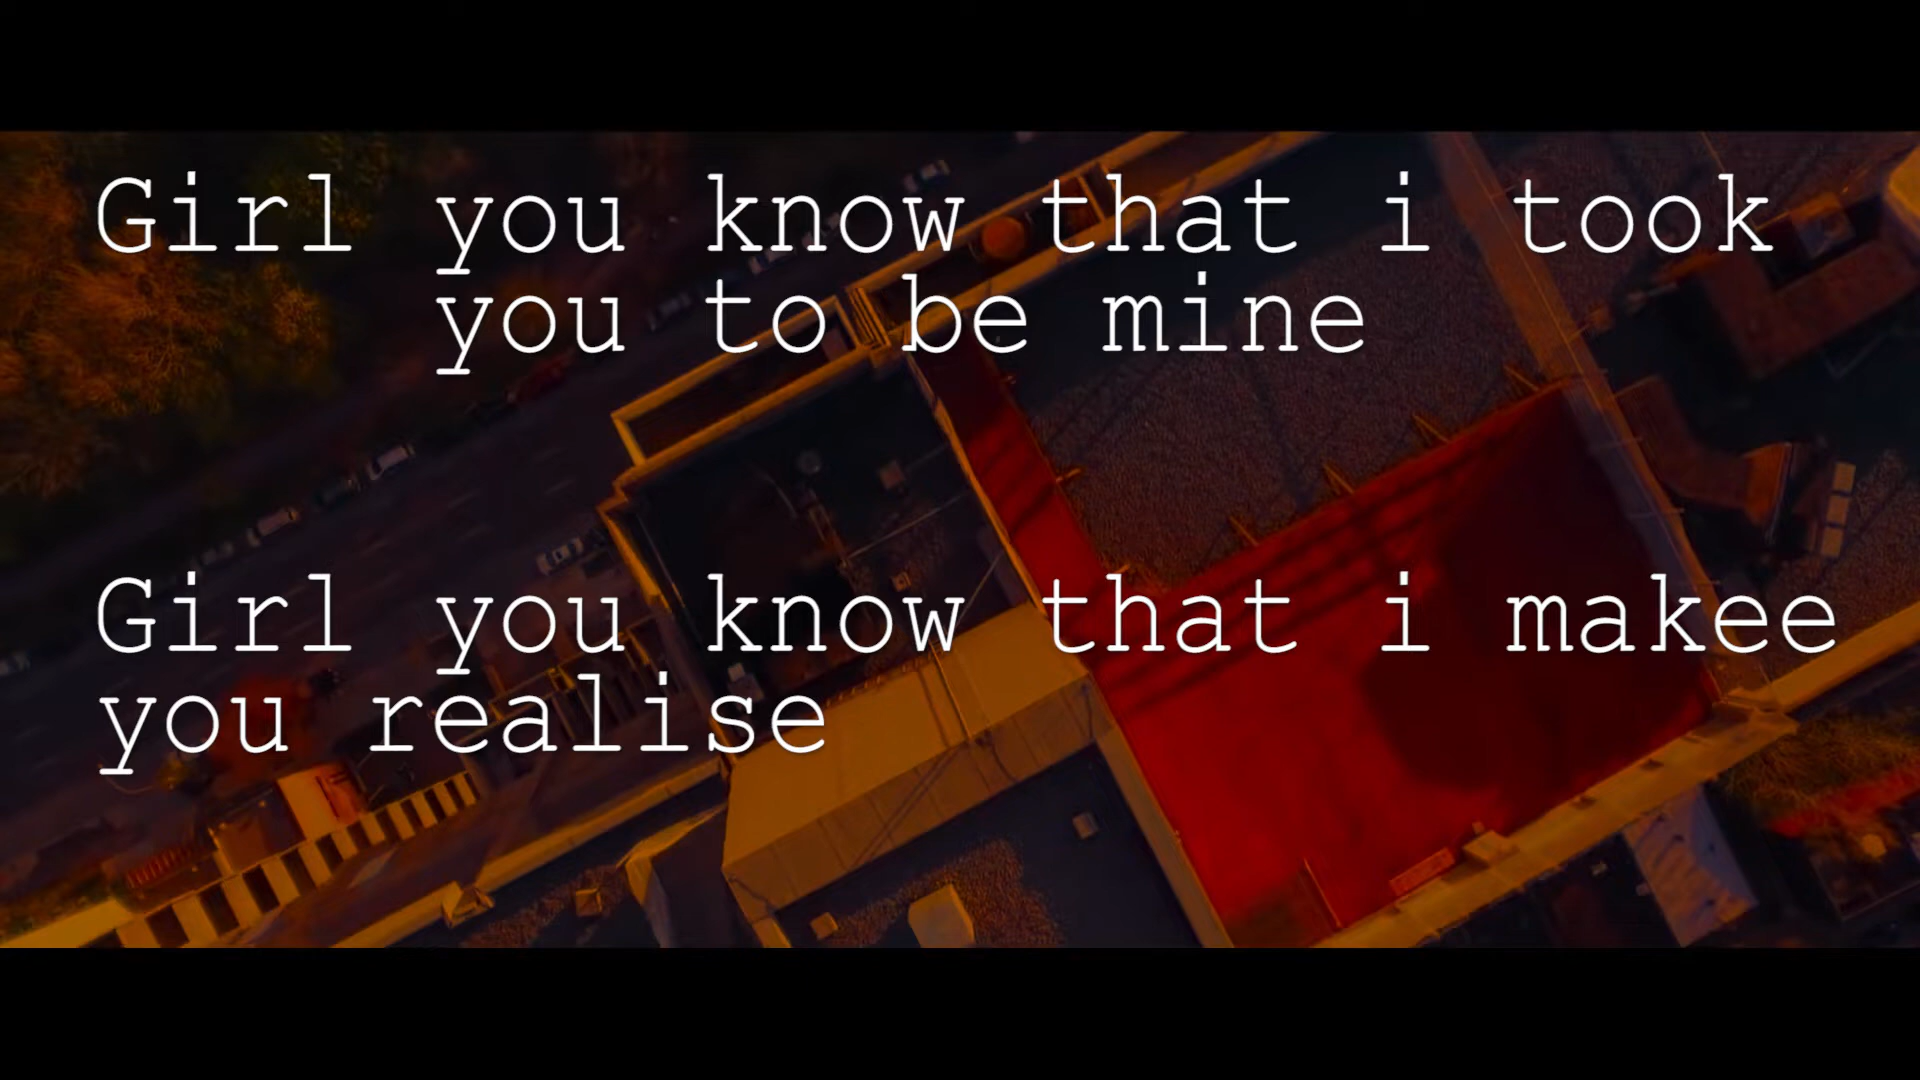 Girl you know that i took
you to be mine
Girl you know that i makee
you realise